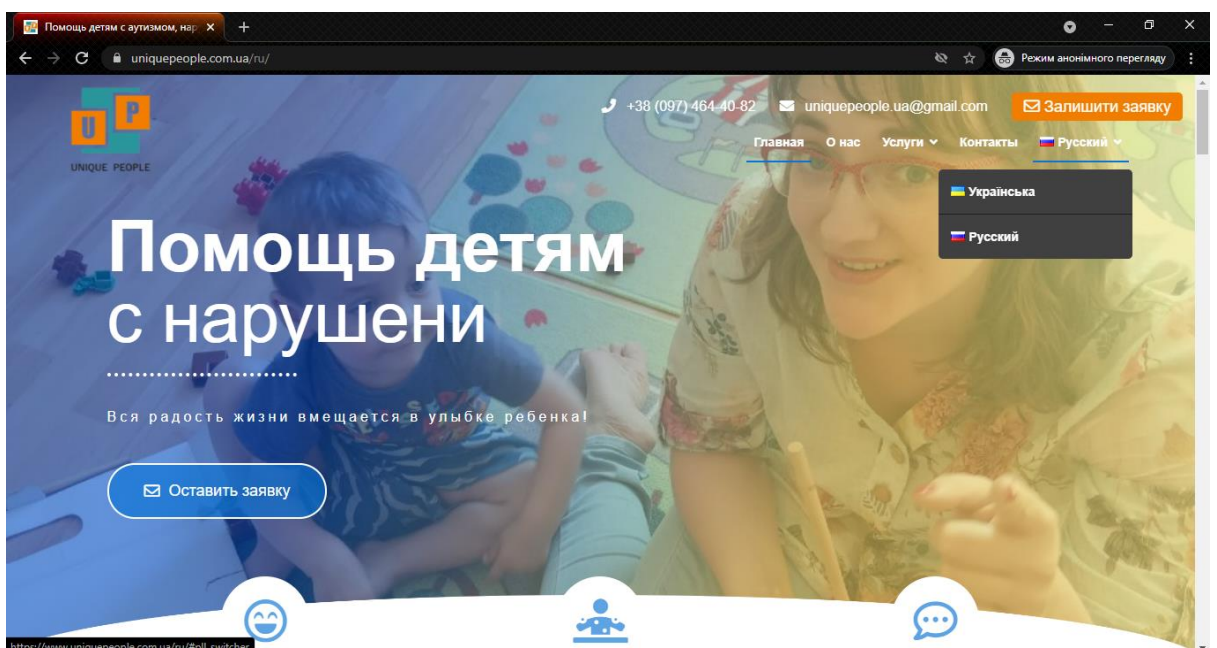 Помощь детям с аутизмом, нар
uniquepeople.com.ua/ru/
Режим анонімного перегляду
UP
UNIQUE PEOPLE
+38 (097) 464-40-82 uniquepeople.ua@gmail.com Залишити заявку
Главная О нас Услуги Контакты Русский
Українська
Русский
Помощь детям
с нарушени
Вся радость жизни вмещается в улыбке ребенка!
Оставить заявку
https://www.uniquepeople.com.ua/ru/#pll_switcher